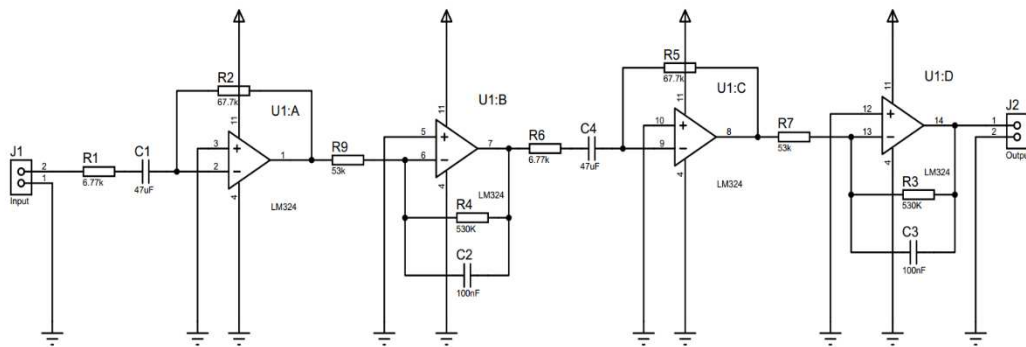 J1
2
1
Input
R1
6.77k
C1
47uF
R2
67.7k
U1:A
11
3
2
1
4
LM324
R9
53k
U1:B
11
5
6
7
4
LM324
R4
530K
C2
100nF
R6
6.77k
C4
47uF
R5
67.7k
U1:C
11
10
9
8
4
LM324
R7
53k
U1:D
11
12
13
14
4
LM324
R3
530K
C3
100nF
J2
1
2
Output